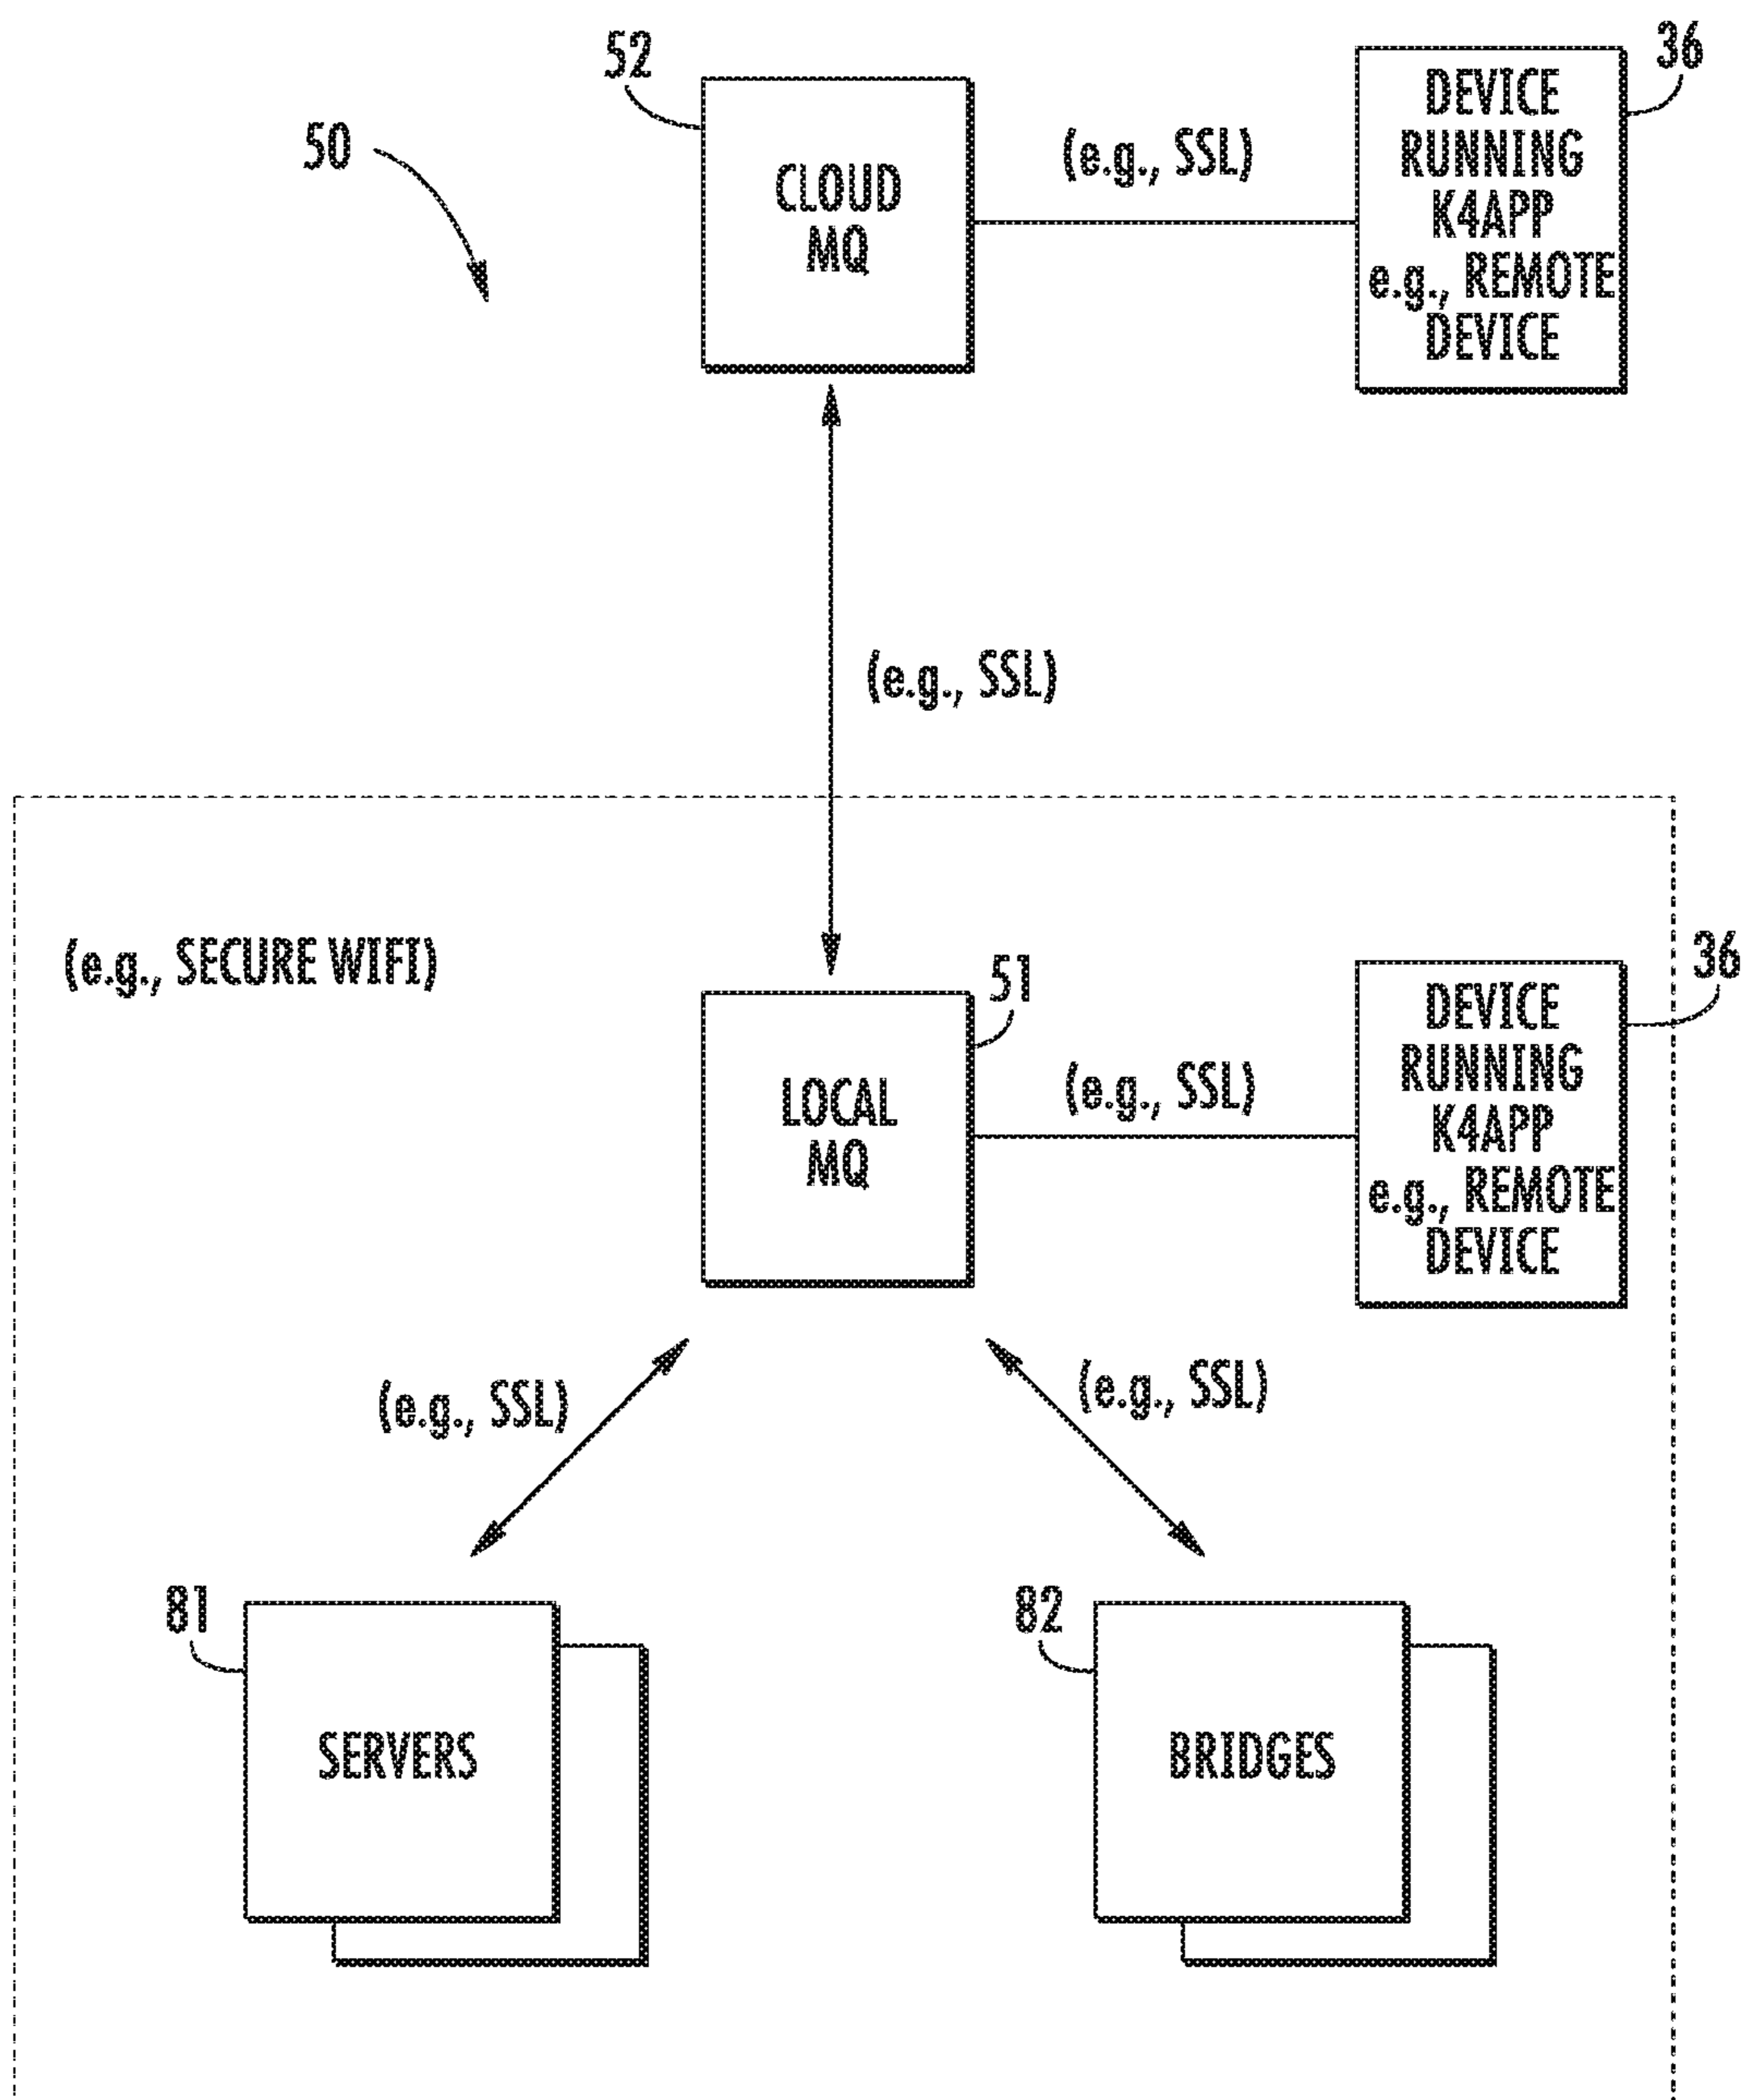 52
36
50
CLOUD
MQ
(e.g., SSL)
DEVICE
RUNNING
K4APP
e.g., REMOTE
DEVICE
(e.g., SSL)
(e.g., SECURE WIFI)
51
36
LOCAL
MQ
(e.g., SSL)
DEVICE
RUNNING
K4APP
e.g., REMOTE
DEVICE
(e.g., SSL)
(e.g., SSL)
81
82
SERVERS
BRIDGES